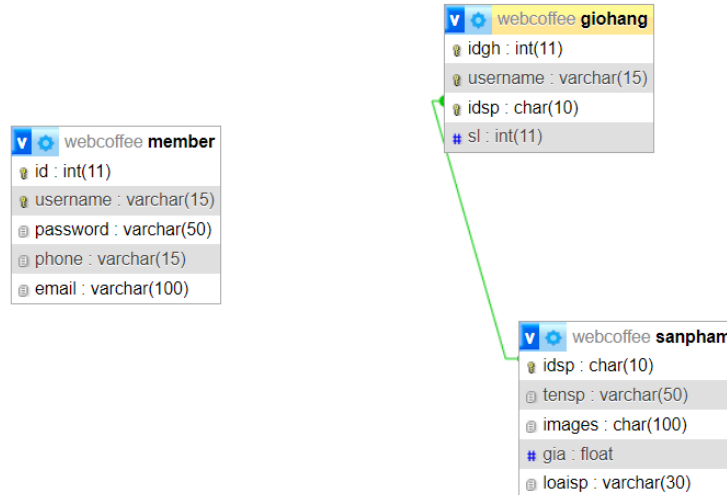 webcoffee giohang
idgh : int(11)
username : varchar(15)
idsp : char(10)
# sl : int(11)
webcoffee member
id : int(11)
username : varchar(15)
password : varchar(50)
phone : varchar(15)
email : varchar(100)
webcoffee sanpham
idsp : char(10)
tensp : varchar(50)
images : char(100)
# gia : float
loaisp : varchar(30)